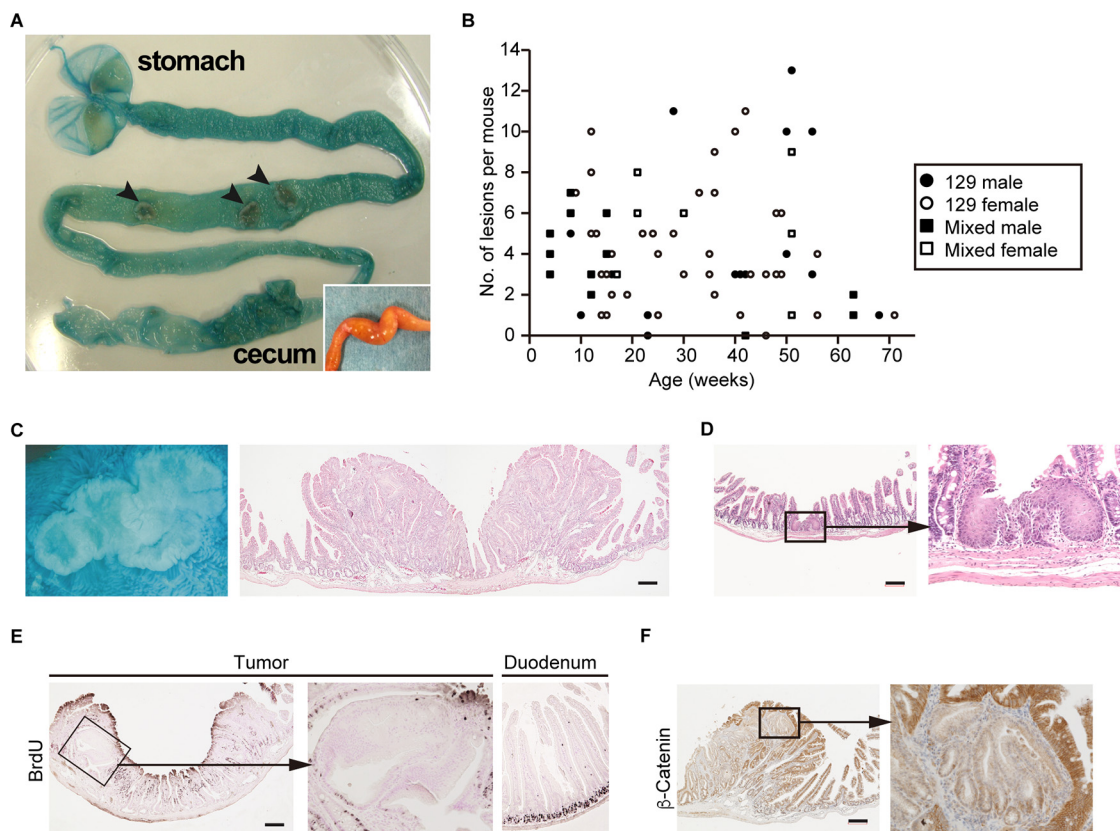 A
stomach
cecum
B
14
12
10
8
6
4
2
0
No. of lesions per mouse
0 10 20 30 40 50 60 70
Age (weeks)
129 male
129 female
Mixed male
Mixed female
C
D
E
Tumor Duodenum
BrdU
F
β-Catenin